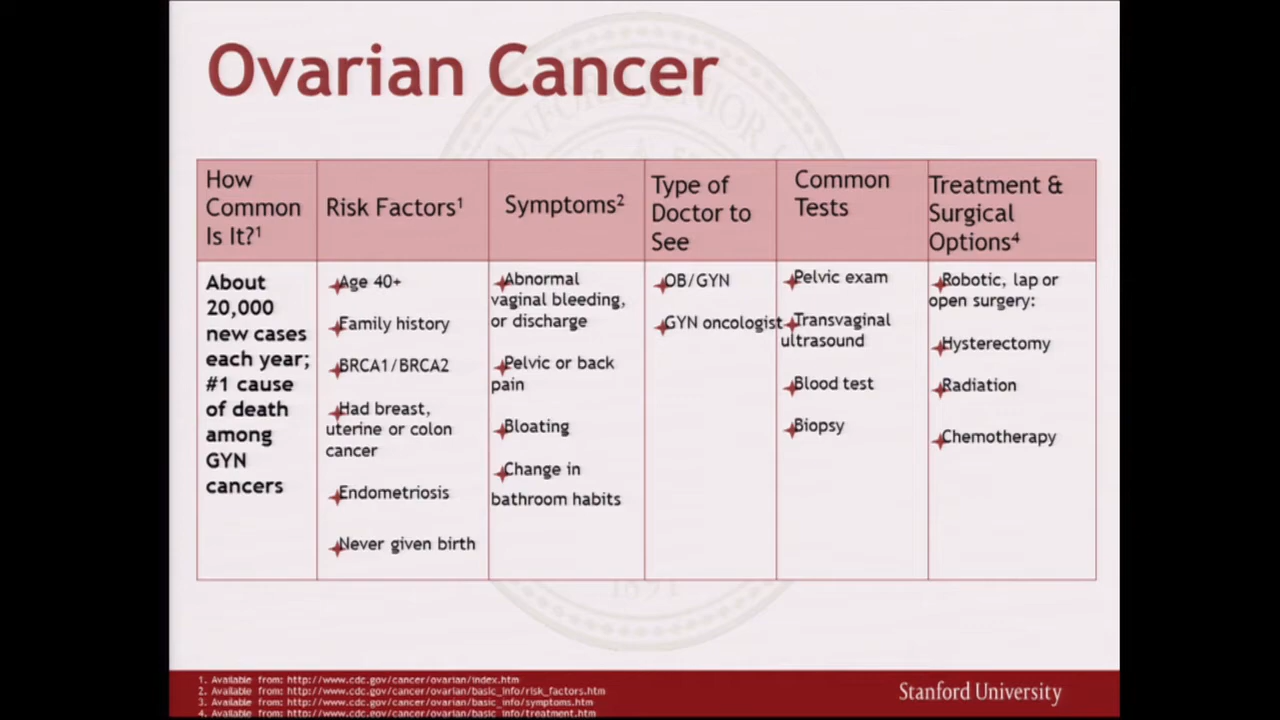 Ovarian Cancer
How
Common
Is It?¹
Risk Factors¹
Symptoms²
Type of
Doctor to
See
Common
Tests
Treatment &
Surgical
Options⁴
About
20,000
new cases
each year;
#1 cause
of death
among
GYN
cancers
Age 40+
Family history
BRCA1/BRCA2
Had breast,
uterine or colon
cancer
Endometriosis
Never given birth
Abnormal
vaginal bleeding,
or discharge
Pelvic or back
pain
Bloating
Change in
bathroom habits
OB/GYN
GYN oncologist
Pelvic exam
Transvaginal
ultrasound
Blood test
Biopsy
Robotic, lap or
open surgery:
Hysterectomy
Radiation
Chemotherapy
1. Available from: http://www.cdc.gov/cancer/ovarian/index.htm
2. Available from: http://www.cdc.gov/cancer/ovarian/basic_info/risk_factors.htm
3. Available from: http://www.cdc.gov/cancer/ovarian/basic_info/symptoms.htm
4. Available from: http://www.cdc.gov/cancer/ovarian/basic_info/treatment.htm
Stanford University
1891